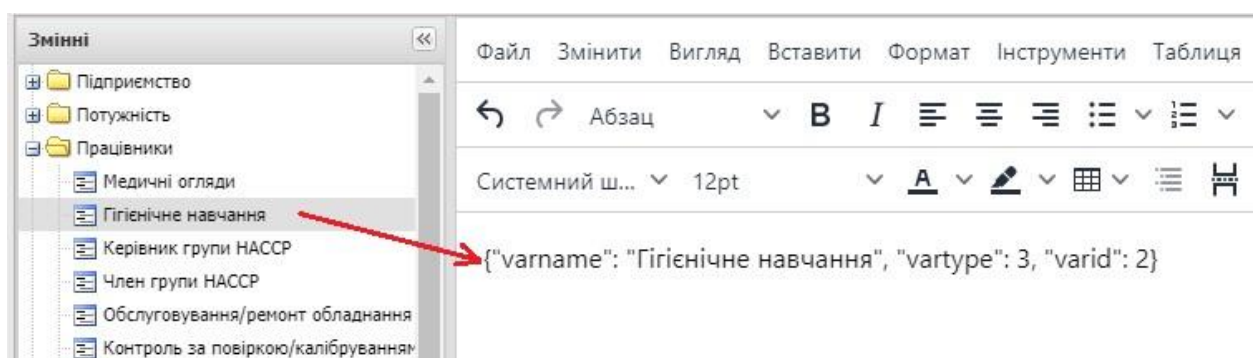 Змінні
Підприємство
Потужність
Працівники
Медичні огляди
Гігієнічне навчання
Керівник групи НАССР
Член групи НАССР
Обслуговування/ремонт обладнання
Контроль за повіркою/калібруванням
Файл Змінити Вигляд Вставити Формат Інструменти Таблиця
Абзац B I
Системний ш... 12pt A
{"varname": "Гігієнічне навчання", "vartype": 3, "varid": 2}